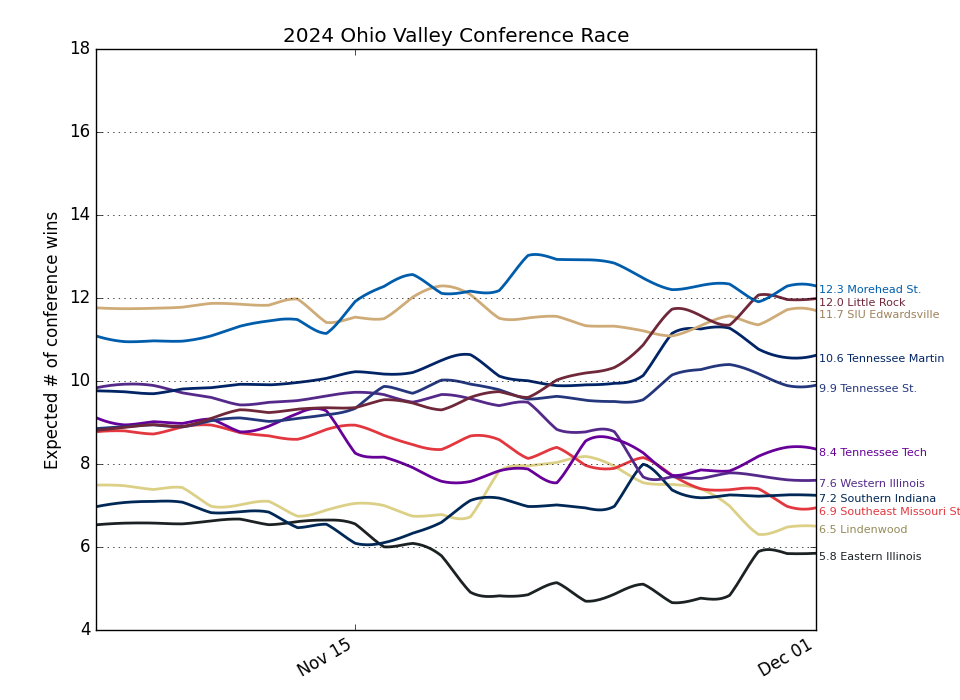 2024 Ohio Valley Conference Race
Expected # of conference wins
18
16
14
12
10
8
6
4
Nov 15
Dec 01
12.3 Morehead St.
12.0 Little Rock
11.7 SIU Edwardsville
10.6 Tennessee Martin
9.9 Tennessee St.
8.4 Tennessee Tech
7.6 Western Illinois
7.2 Southern Indiana
6.9 Southeast Missouri St
6.5 Lindenwood
5.8 Eastern Illinois